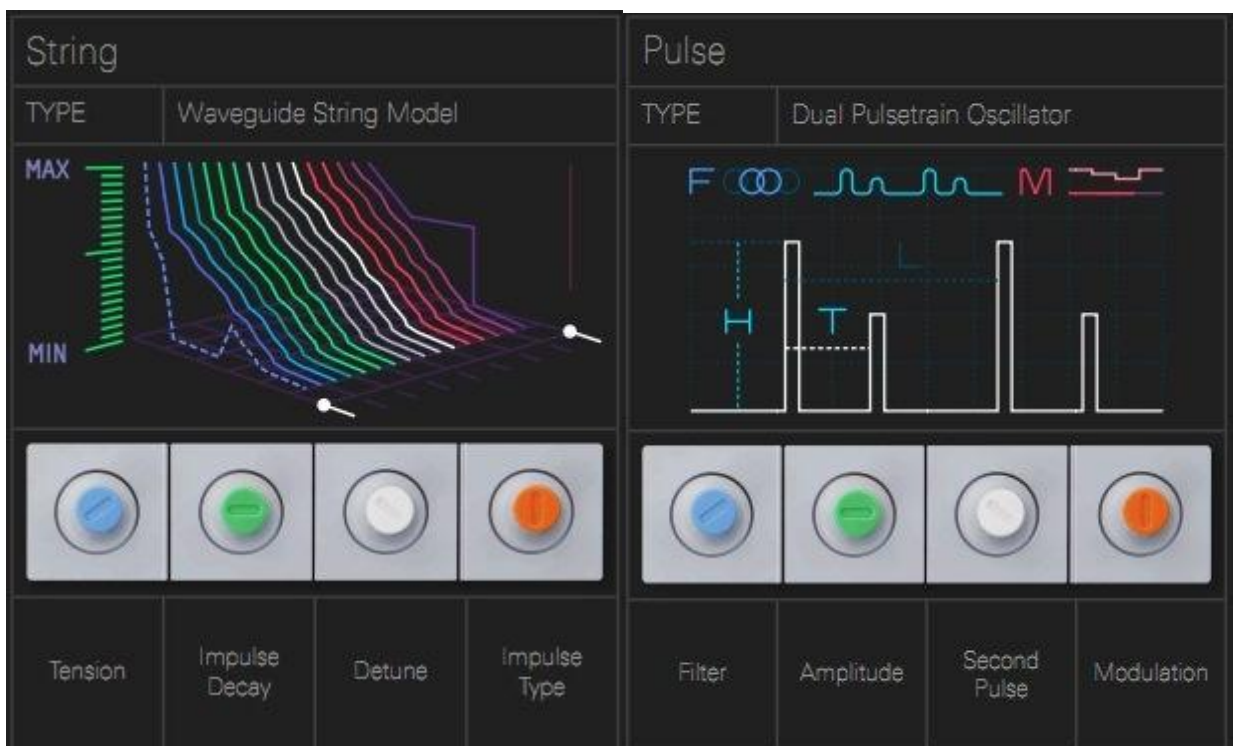 String
TYPE
Waveguide String Model
MAX
MIN
Tension
Impulse
Decay
Detune
Impulse
Type
Pulse
TYPE
Dual Pulsetrain Oscillator
F
M
L
H
T
Filter
Amplitude
Second
Pulse
Modulation